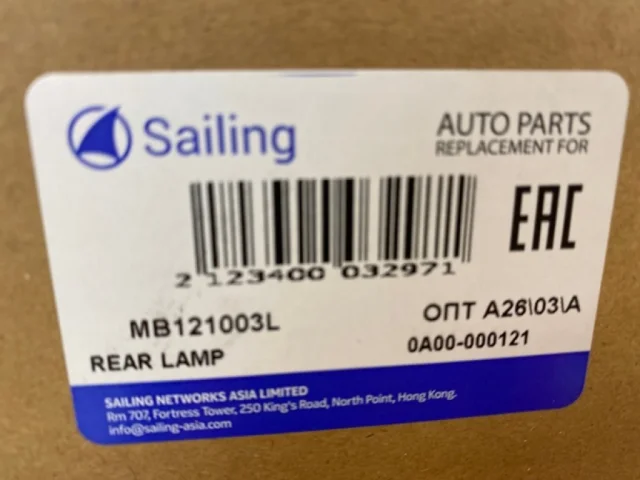 Sailing
AUTO PARTS
REPLACEMENT FOR
EAC
2 123400 032971
MB121003L
ОПТ A26\03\A
REAR LAMP
0A00-000121
SAILING NETWORKS ASIA LIMITED
Rm 707, Fortress Tower, 250 King's Road, North Point, Hong Kong.
info@sailing-asia.com